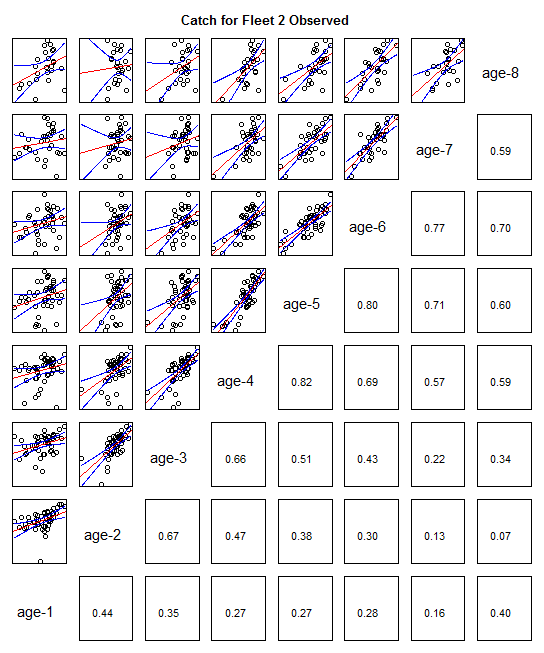 Catch for Fleet 2 Observed
age-8
age-7 0.59
age-6 0.77 0.70
age-5 0.80 0.71 0.60
age-4 0.82 0.69 0.57 0.59
age-3 0.66 0.51 0.43 0.22 0.34
age-2 0.67 0.47 0.38 0.30 0.13 0.07
age-1 0.44 0.35 0.27 0.27 0.28 0.16 0.40